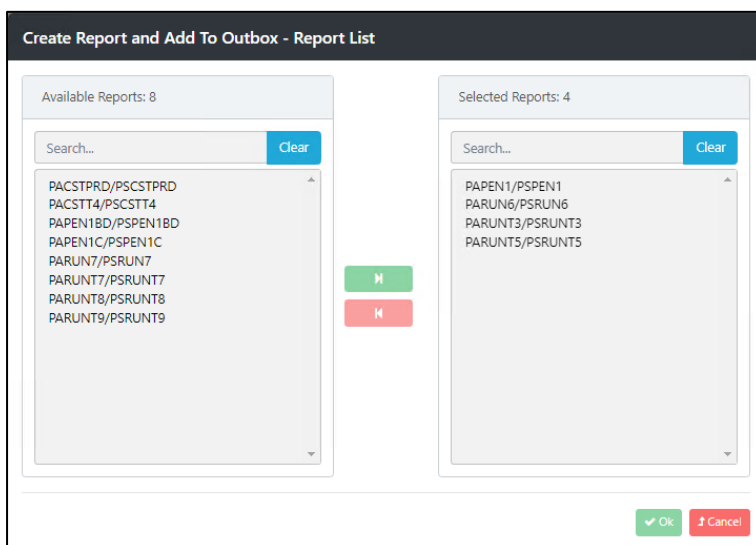 Create Report and Add To Outbox - Report List
Available Reports: 8
Search...
Clear
PACSTPRD/PSCSTPRD
PACSTT4/PSCSTT4
PAPEN1BD/PSPEN1BD
PAPEN1C/PSPEN1C
PARUN7/PSRUN7
PARUNT7/PSRUNT7
PARUNT8/PSRUNT8
PARUNT9/PSRUNT9
Selected Reports: 4
Search...
Clear
PAPEN1/PSPEN1
PARUN6/PSRUN6
PARUNT3/PSRUNT3
PARUNT5/PSRUNT5
Ok
Cancel